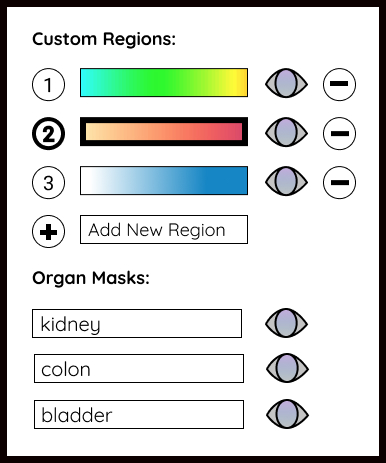 Custom Regions:
1
2
3
Add New Region
Organ Masks:
kidney
colon
bladder